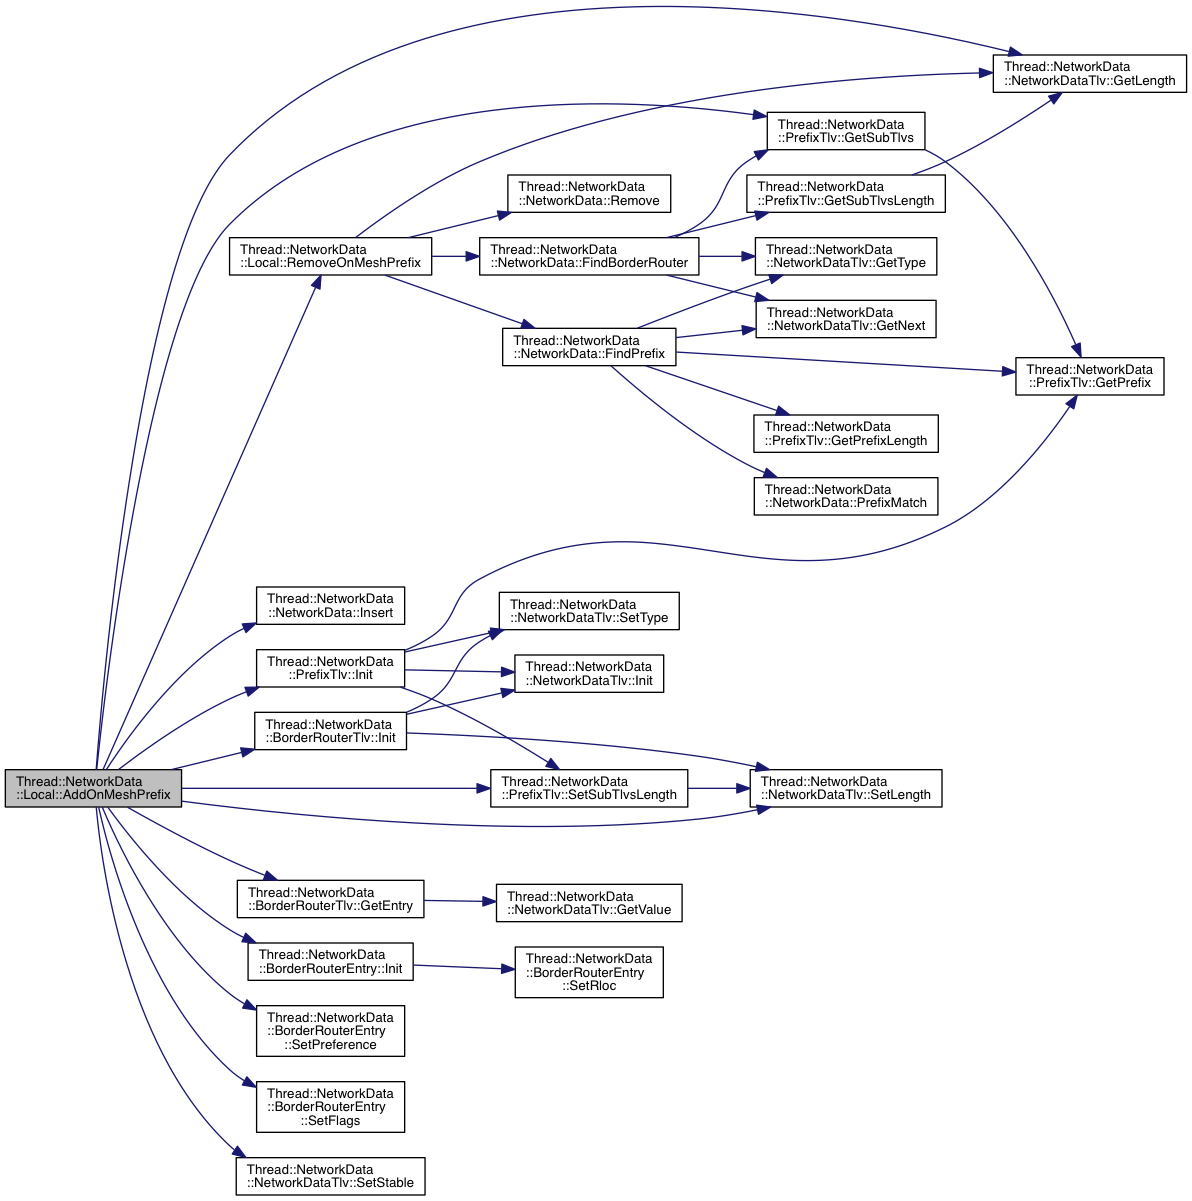 Thread::NetworkData
::NetworkDataTlv::GetLength
Thread::NetworkData
::PrefixTlv::GetSubTlvs
Thread::NetworkData
::NetworkData::Remove
Thread::NetworkData
::PrefixTlv::GetSubTlvsLength
Thread::NetworkData
::Local::RemoveOnMeshPrefix
Thread::NetworkData
::NetworkData::FindBorderRouter
Thread::NetworkData
::NetworkDataTlv::GetType
Thread::NetworkData
::NetworkDataTlv::GetNext
Thread::NetworkData
::NetworkData::FindPrefix
Thread::NetworkData
::PrefixTlv::GetPrefix
Thread::NetworkData
::PrefixTlv::GetPrefixLength
Thread::NetworkData
::NetworkData::PrefixMatch
Thread::NetworkData
::NetworkData::Insert
Thread::NetworkData
::NetworkDataTlv::SetType
Thread::NetworkData
::PrefixTlv::Init
Thread::NetworkData
::NetworkDataTlv::Init
Thread::NetworkData
::BorderRouterTlv::Init
Thread::NetworkData
::Local::AddOnMeshPrefix
Thread::NetworkData
::PrefixTlv::SetSubTlvsLength
Thread::NetworkData
::NetworkDataTlv::SetLength
Thread::NetworkData
::BorderRouterTlv::GetEntry
Thread::NetworkData
::NetworkDataTlv::GetValue
Thread::NetworkData
::BorderRouterEntry::Init
Thread::NetworkData
::BorderRouterEntry
::SetRloc
Thread::NetworkData
::BorderRouterEntry
::SetPreference
Thread::NetworkData
::BorderRouterEntry
::SetFlags
Thread::NetworkData
::NetworkDataTlv::SetStable